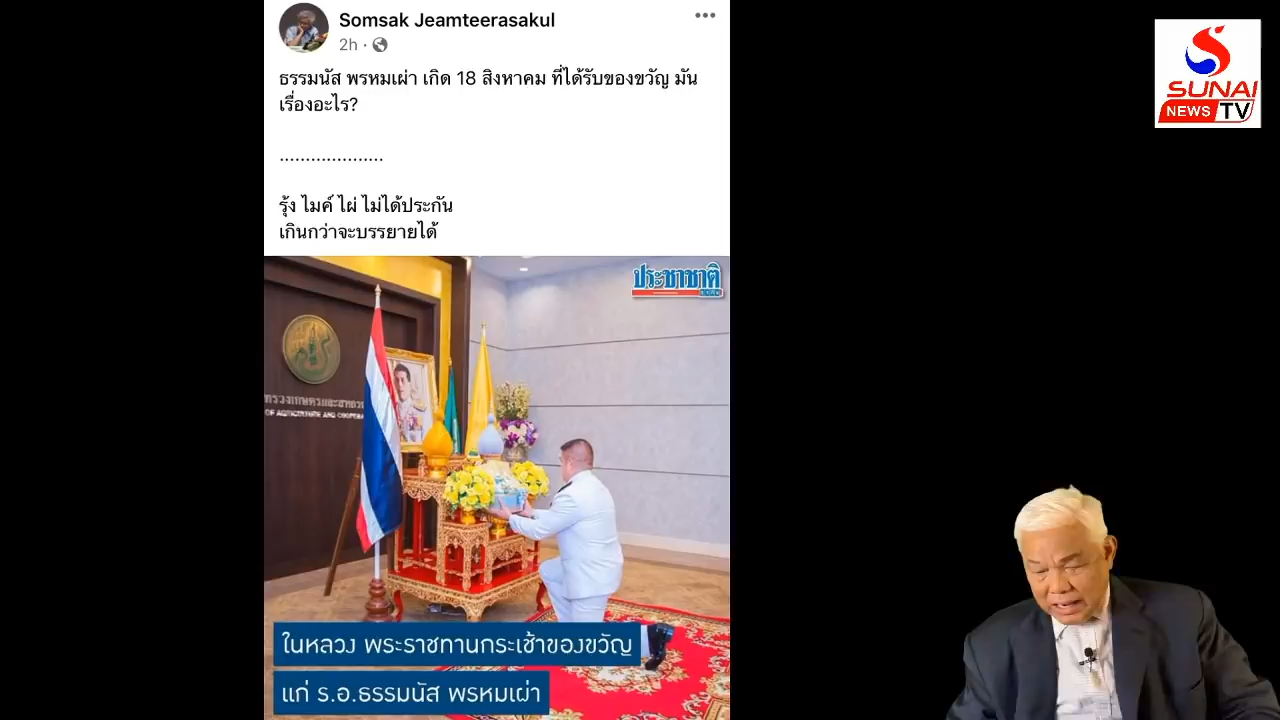 Somsak Jeamteerasakul
2h
ธรรมนัส พรหมเผ่า เกิด 18 สิงหาคม ที่ได้รับของขวัญ มัน
เรื่องอะไร?
....................
รุ้ง ไมค์ ไผ่ ไม่ได้ประกัน
เกินกว่าจะบรรยายได้
ประชาชาติ
OF AGRICULTURE AND COOPERA
ในหลวง พระราชทานกระเช้าของขวัญ
แก่ ร.อ.ธรรมนัส พรหมเผ่า
SUNAI
NEWS TV